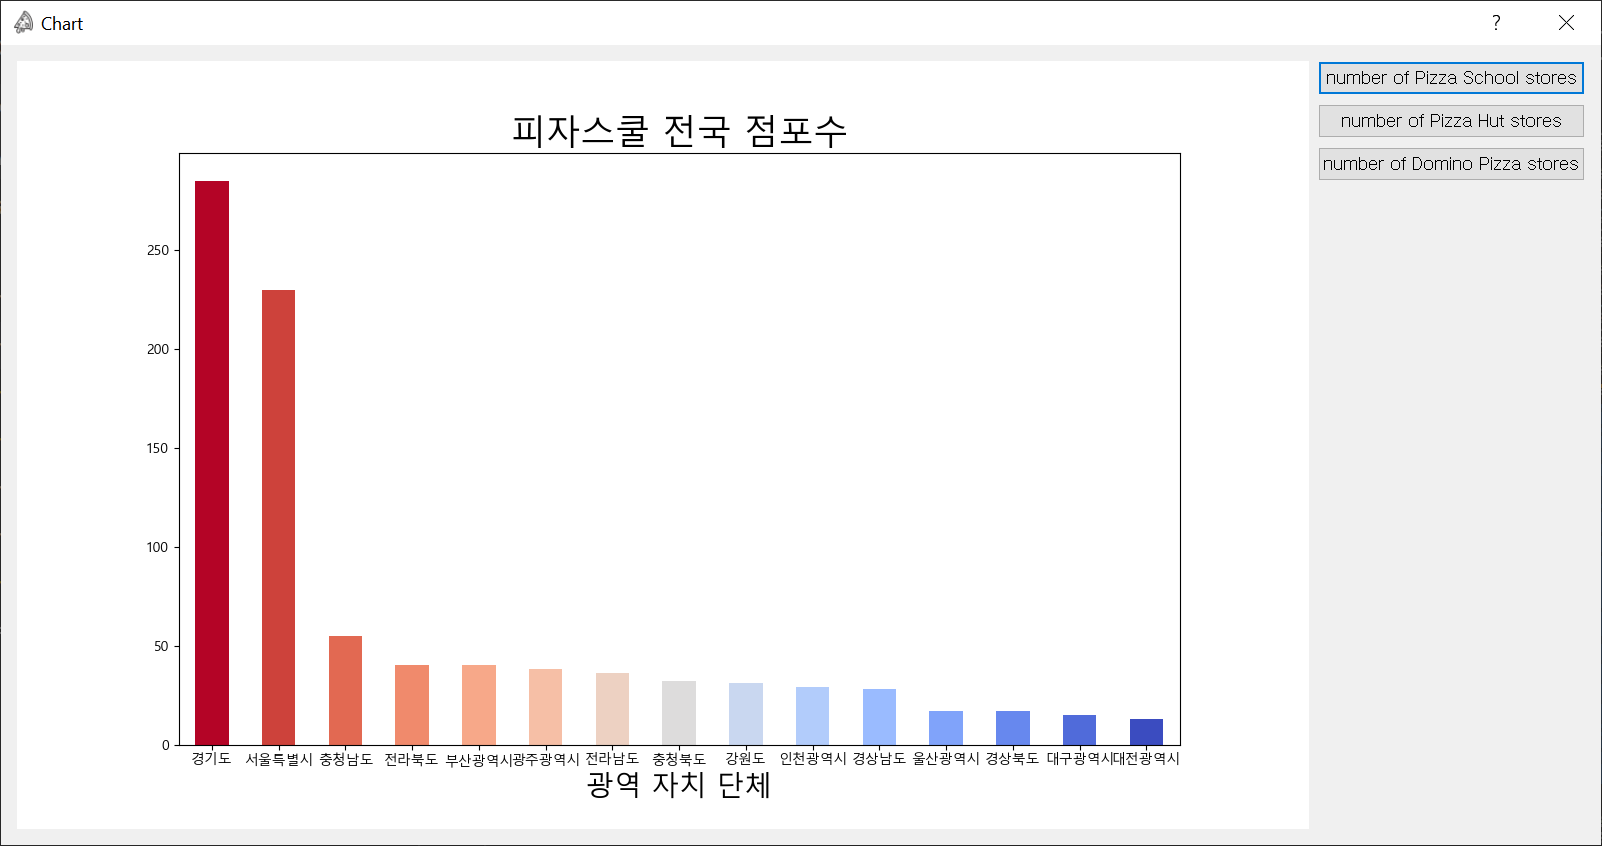 Chart
?
피자스쿨 전국 점포수
250
200
150
100
50
0
경기도 서울특별시 충청남도 전라북도 부산광역시 광주광역시 전라남도 충청북도 강원도 인천광역시 경상남도 울산광역시 경상북도 대구광역시 대전광역시
광역 자치 단체
number of Pizza School stores
number of Pizza Hut stores
number of Domino Pizza stores